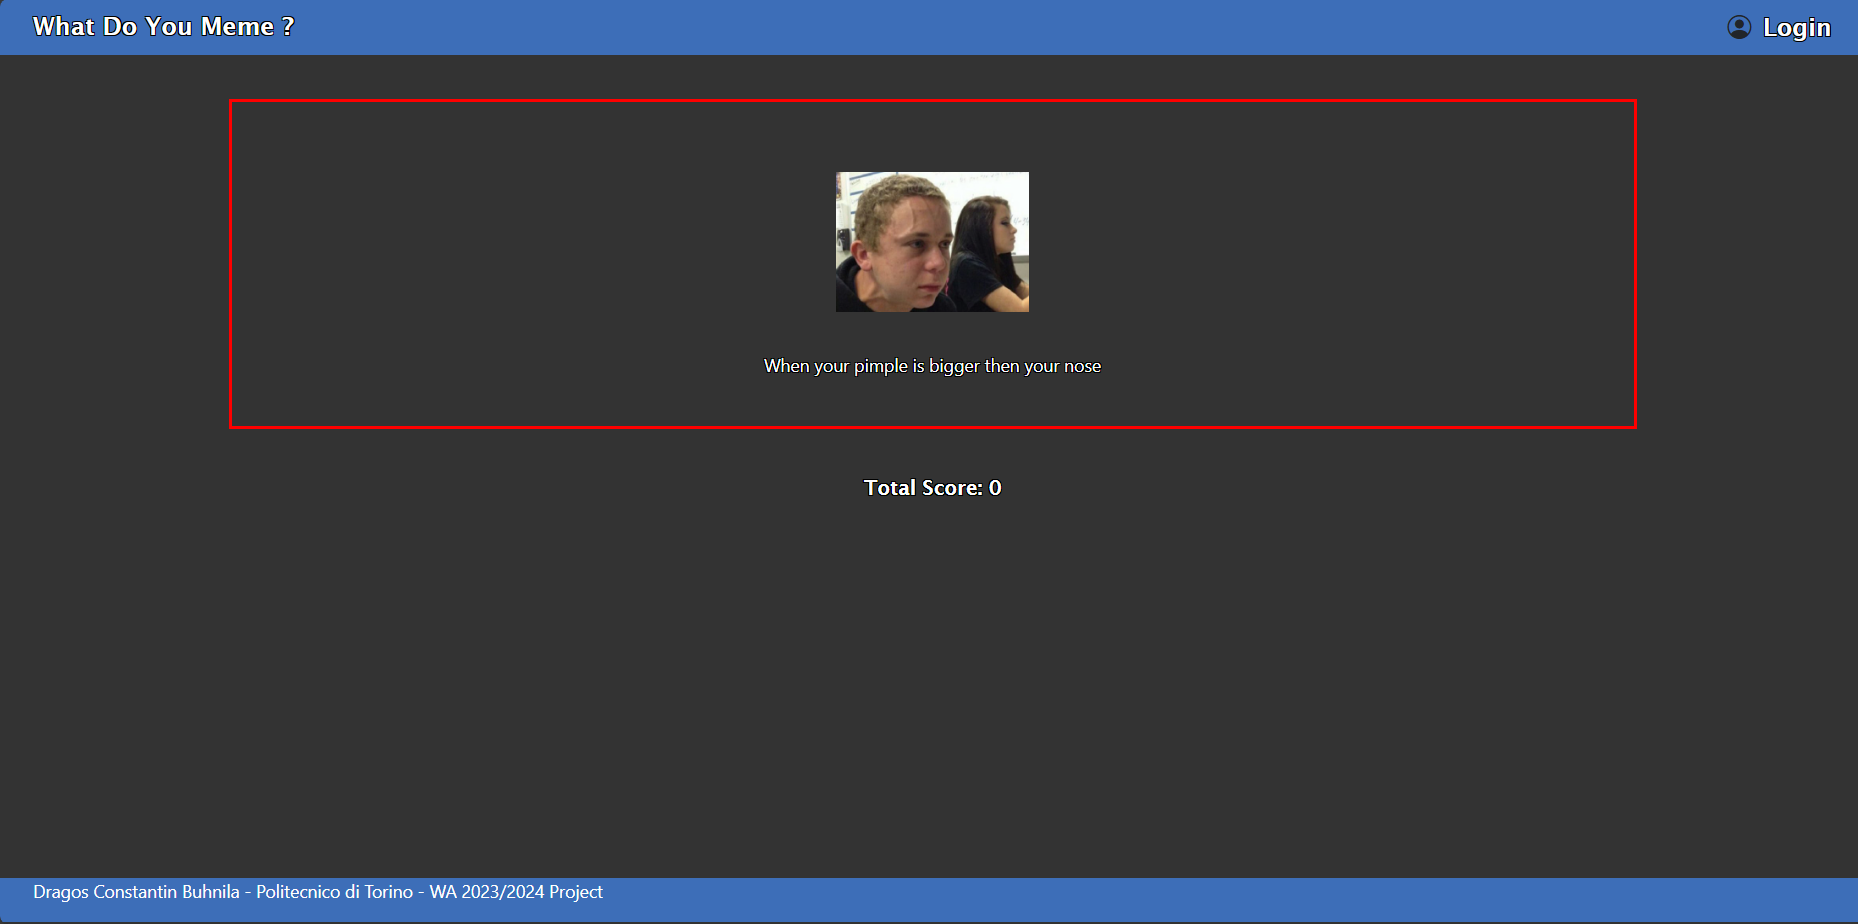 What Do You Meme ?
Login
When your pimple is bigger then your nose
Total Score: 0
Dragos Constantin Buhnila - Politecnico di Torino - WA 2023/2024 Project